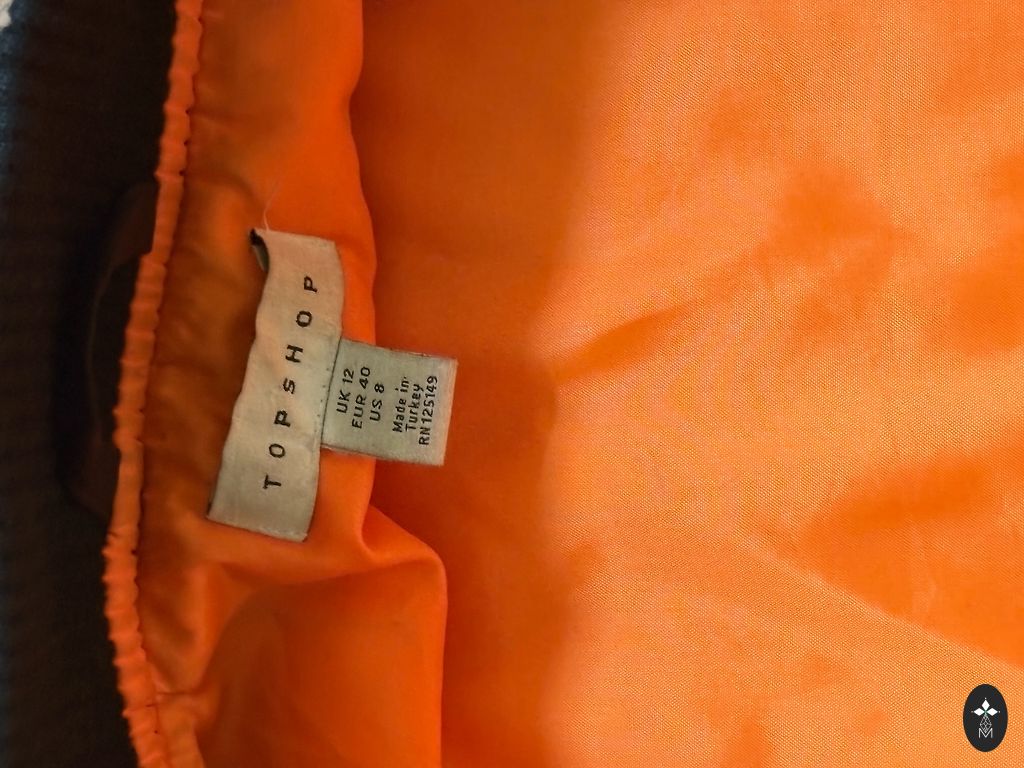 TOPSHOP
UK 12
EUR 40
US 8
Made in
Turkey
RN125149